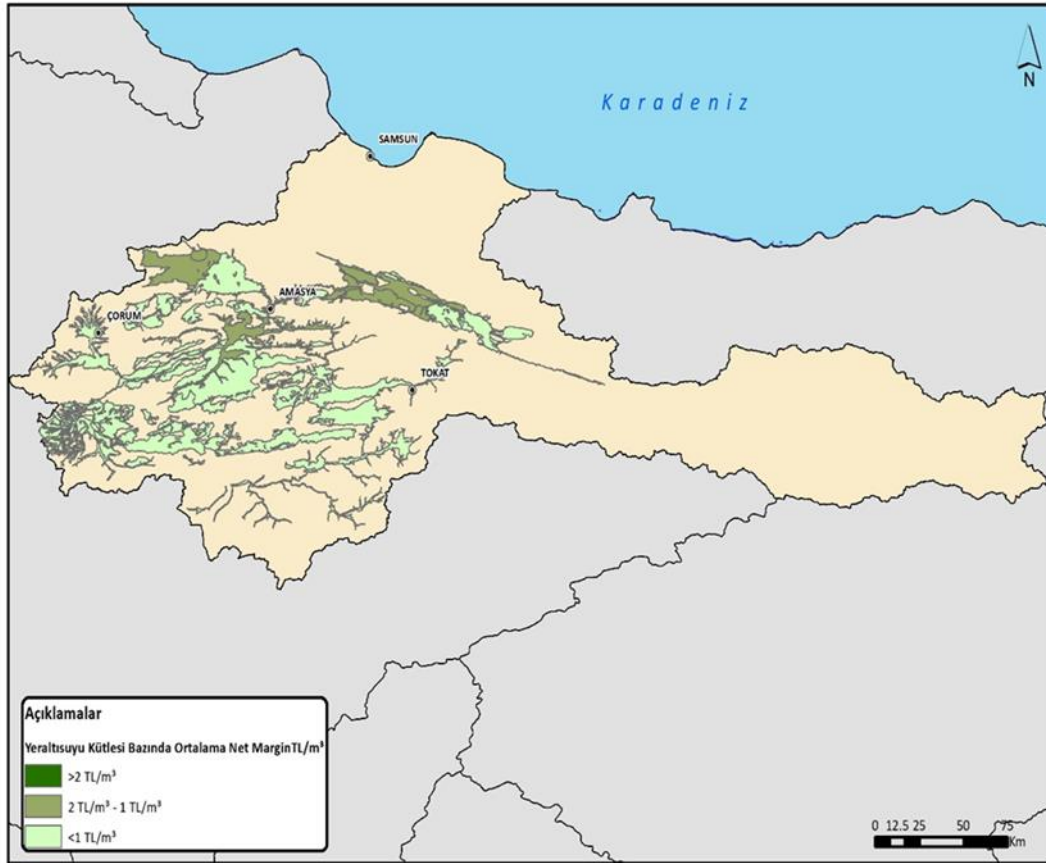 N
Karadeniz
SAMSUN
AMASYA
ÇORUM
TOKAT
Açıklamalar
Yeraltısuyu Kütlesi Bazında Ortalama Net MarginTL/m³
>2 TL/m³
2 TL/m³ - 1 TL/m³
<1 TL/m³
0 12.5 25 50 75
Km